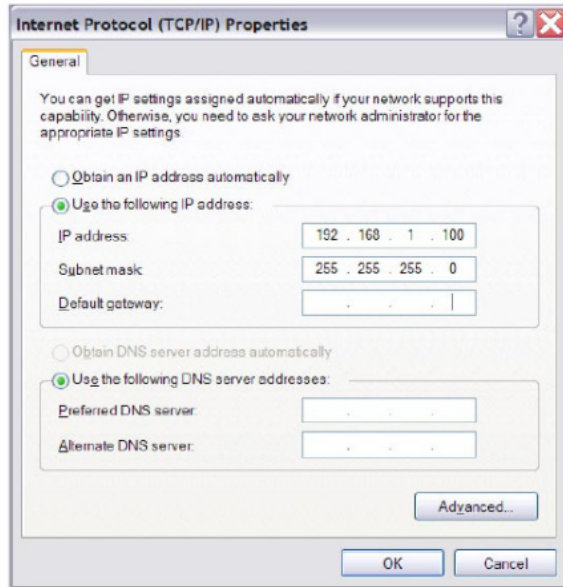 Internet Protocol (TCP/IP) Properties
General
You can get IP settings assigned automatically if your network supports this
capability. Otherwise, you need to ask your network administrator for the
appropriate IP settings.
Obtain an IP address automatically
Use the following IP address:
IP address: 192 . 168 . 1 . 100
Subnet mask: 255 . 255 . 255 . 0
Default gateway: . . .
Obtain DNS server address automatically
Use the following DNS server addresses:
Preferred DNS server: . . .
Alternate DNS server: . . .
Advanced...
OK Cancel